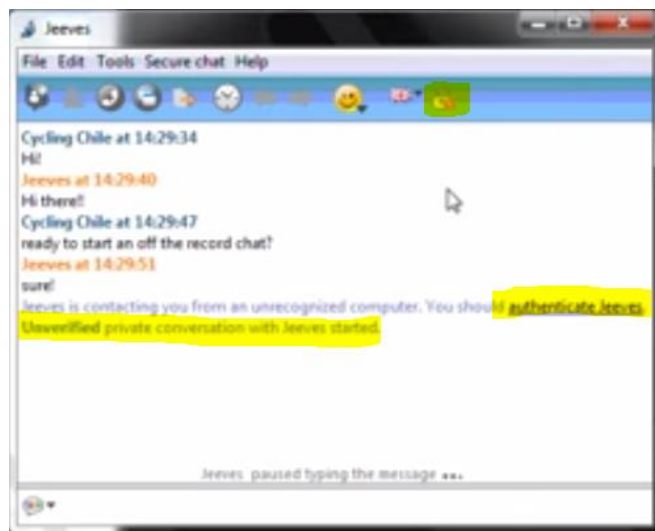 Jeeves
File Edit Tools Secure chat Help
Cycling Chile at 14:29:34
Hi!
Jeeves at 14:29:40
Hi there!!
Cycling Chile at 14:29:47
ready to start an off the record chat?
Jeeves at 14:29:51
sure!
Jeeves is contacting you from an unrecognized computer. You should authenticate Jeeves.
Unverified private conversation with Jeeves started.
Jeeves paused typing the message ...